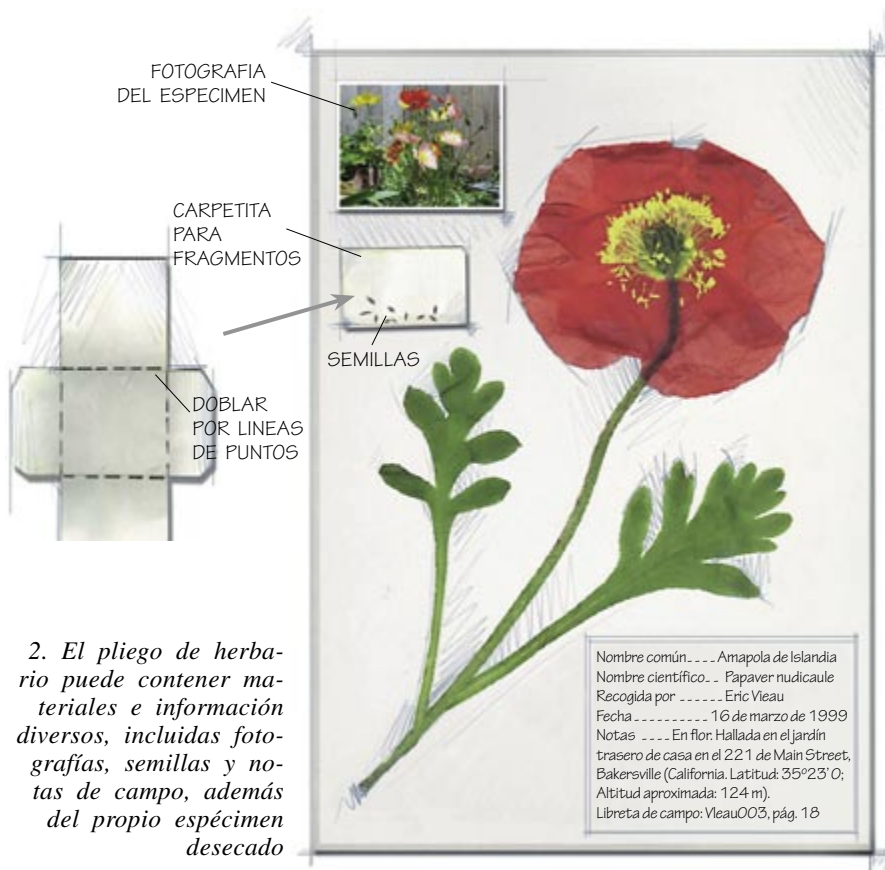 FOTOGRAFIA
DEL ESPECIMEN
CARPETITA
PARA
FRAGMENTOS
SEMILLAS
DOBLAR
POR LINEAS
DE PUNTOS
2. El pliego de herba-
rio puede contener ma-
teriales e información
diversos, incluidas foto-
grafías, semillas y no-
tas de campo, además
del propio espécimen
desecado
Nombre común____Amapola de Islandia
Nombre científico__ Papaver nudicaule
Recogida por ______Eric Vieau
Fecha__________16 de marzo de 1999
Notas ____En flor. Hallada en el jardín
trasero de casa en el 221 de Main Street,
Bakersville (California. Latitud: 35º23' O;
Altitud aproximada: 124 m).
Libreta de campo: Vleau003, pág. 18